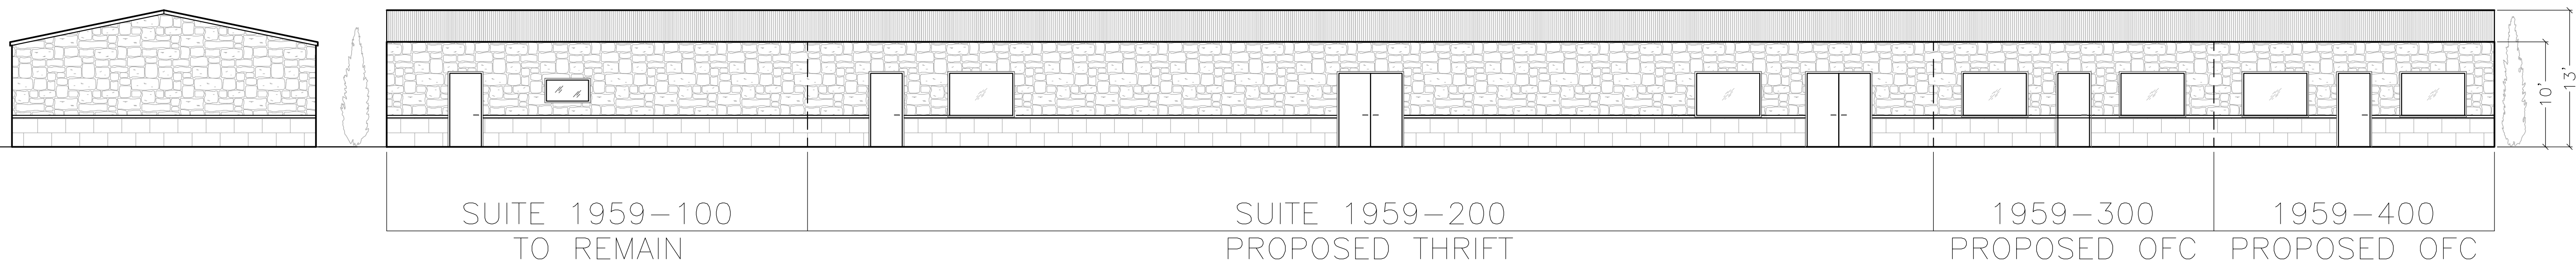 10'
13'
SUITE 1959-100
SUITE 1959-200
1959-300
1959-400
TO REMAIN
PROPOSED THRIFT
PROPOSED OFC
PROPOSED OFC